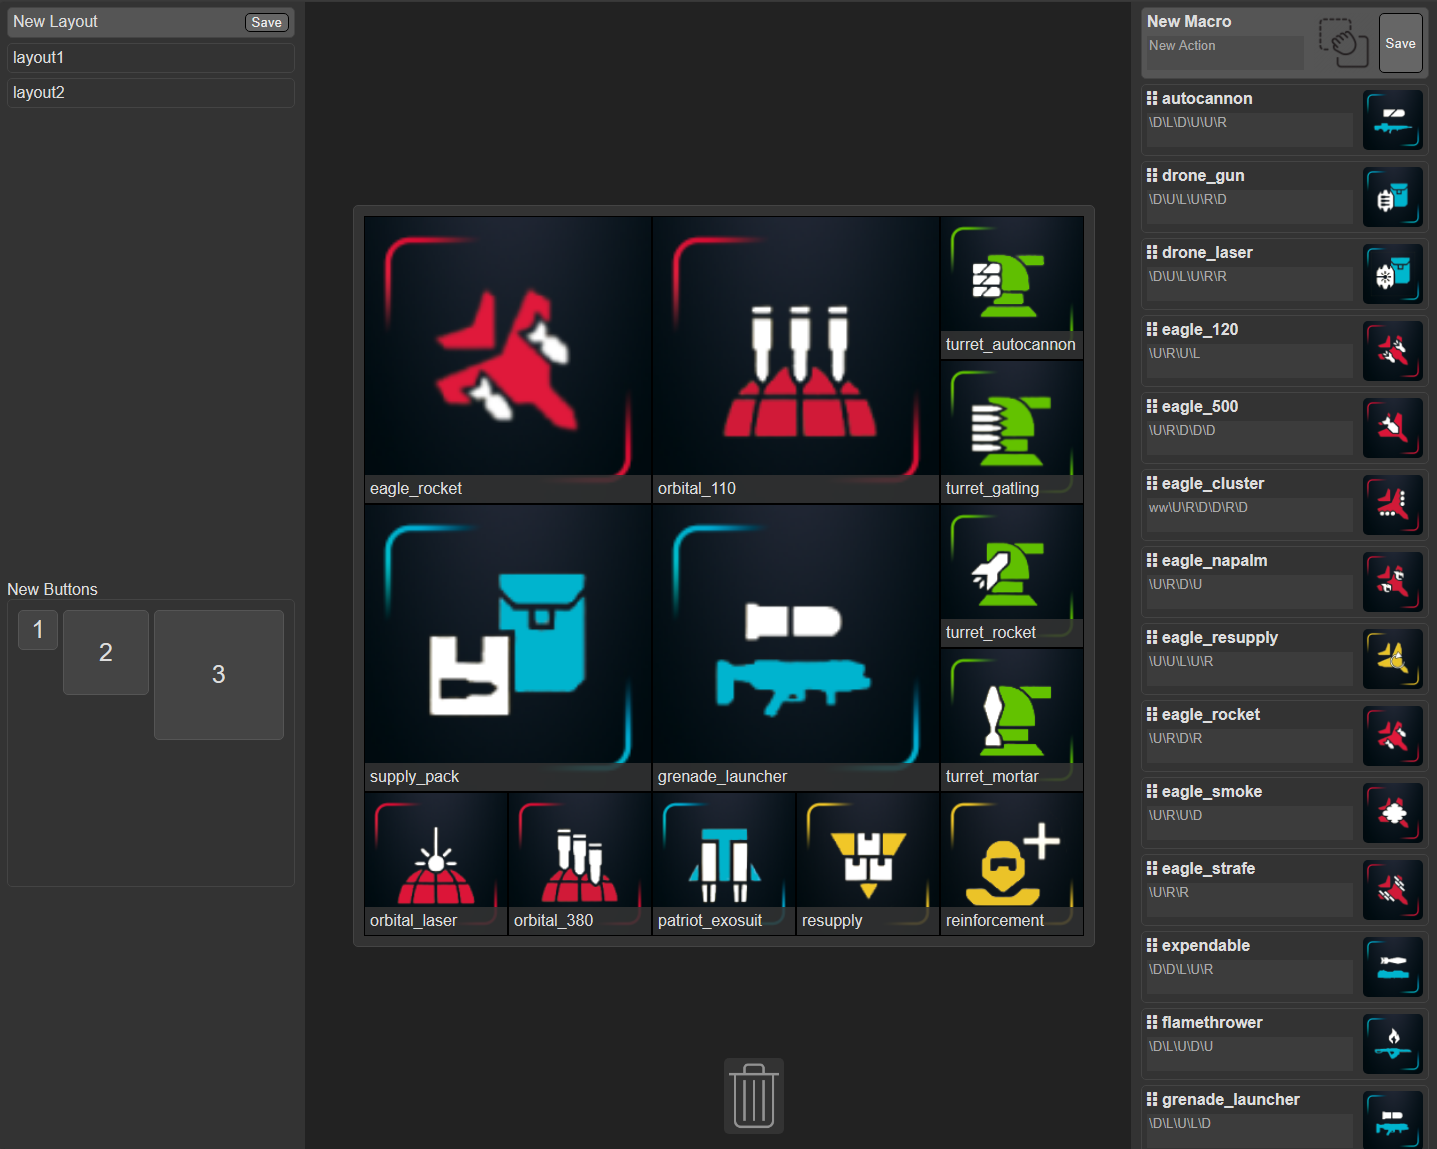 New Layout
Save
layout1
layout2
New Buttons
1
2
3
eagle_rocket
orbital_110
turret_autocannon
turret_gatling
supply_pack
grenade_launcher
turret_rocket
turret_mortar
orbital_laser
orbital_380
patriot_exosuit
resupply
reinforcement
New Macro
New Action
Save
autocannon
\D\L\D\U\U\R
drone_gun
\D\U\L\U\R\D
drone_laser
\D\U\L\U\R\R
eagle_120
\U\R\U\L
eagle_500
\U\R\D\D\D
eagle_cluster
ww\U\R\D\D\R\D
eagle_napalm
\U\R\D\U
eagle_resupply
\U\U\L\U\R
eagle_rocket
\U\R\D\R
eagle_smoke
\U\R\U\D
eagle_strafe
\U\R\R
expendable
\D\D\L\U\R
flamethrower
\D\L\U\D\U
grenade_launcher
\D\L\U\L\D